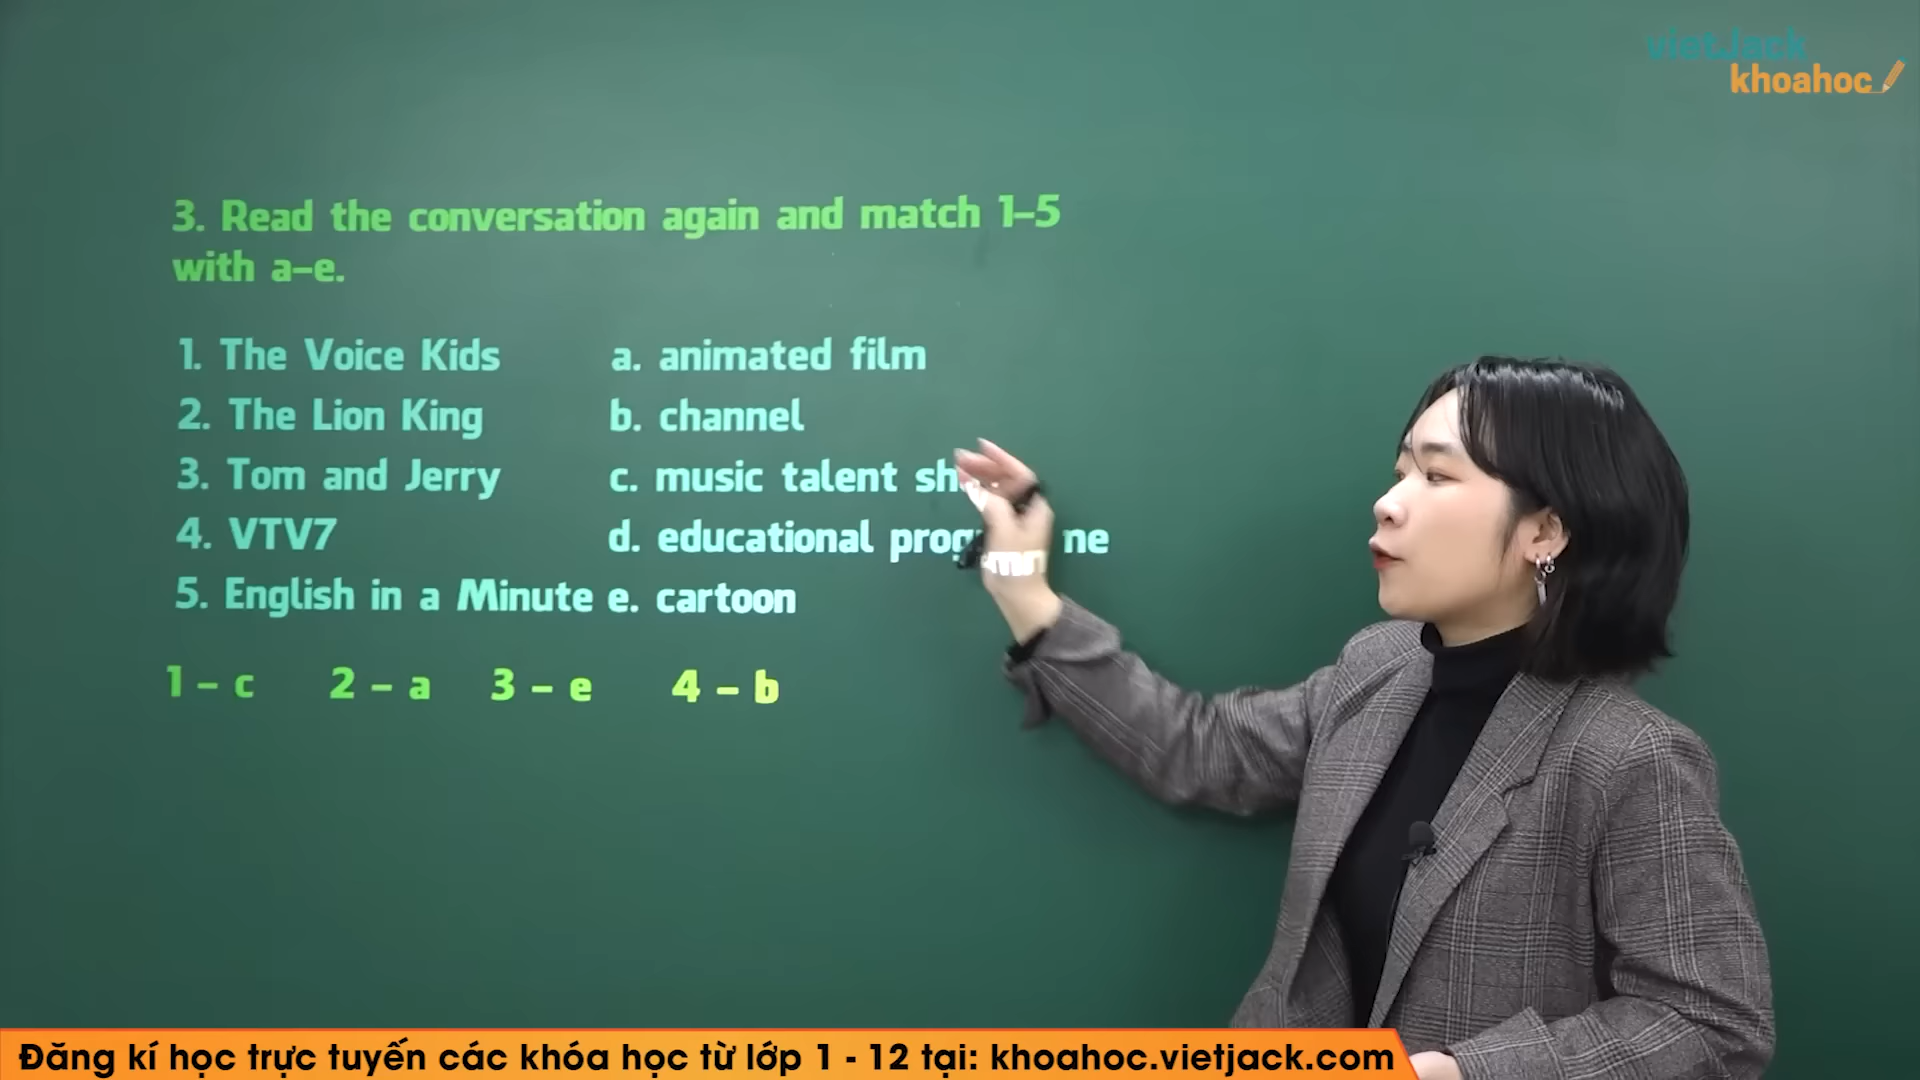 vietJack
khoahoc
3. Read the conversation again and match 1–5
with a–e.
1. The Voice Kids a. animated film
2. The Lion King b. channel
3. Tom and Jerry c. music talent
4. VTV7 d. educational
5. English in a Minute e. cartoon
1 – c 2 – a 3 – e 4 – b
Đăng kí học trực tuyến các khóa học từ lớp 1 - 12 tại: khoahoc.vietjack.com